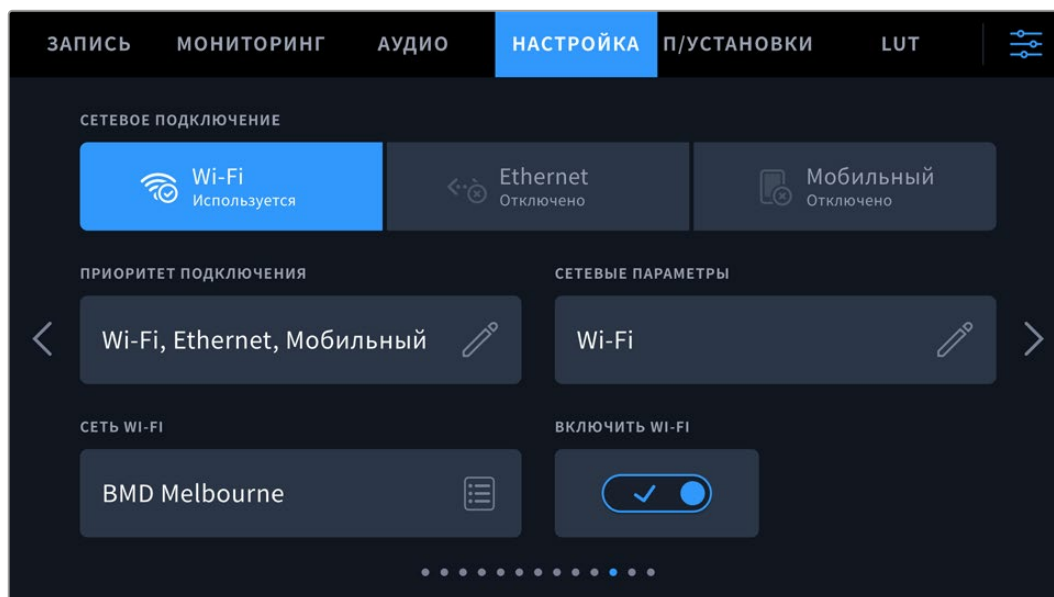 ЗАПИСЬ МОНИТОРИНГ АУДИО НАСТРОЙКА П/УСТАНОВКИ LUT
СЕТЕВОЕ ПОДКЛЮЧЕНИЕ
Wi-Fi
Используется
Ethernet
Отключено
Мобильный
Отключено
ПРИОРИТЕТ ПОДКЛЮЧЕНИЯ
Wi-Fi, Ethernet, Мобильный
СЕТЕВЫЕ ПАРАМЕТРЫ
Wi-Fi
СЕТЬ WI-FI
BMD Melbourne
ВКЛЮЧИТЬ WI-FI